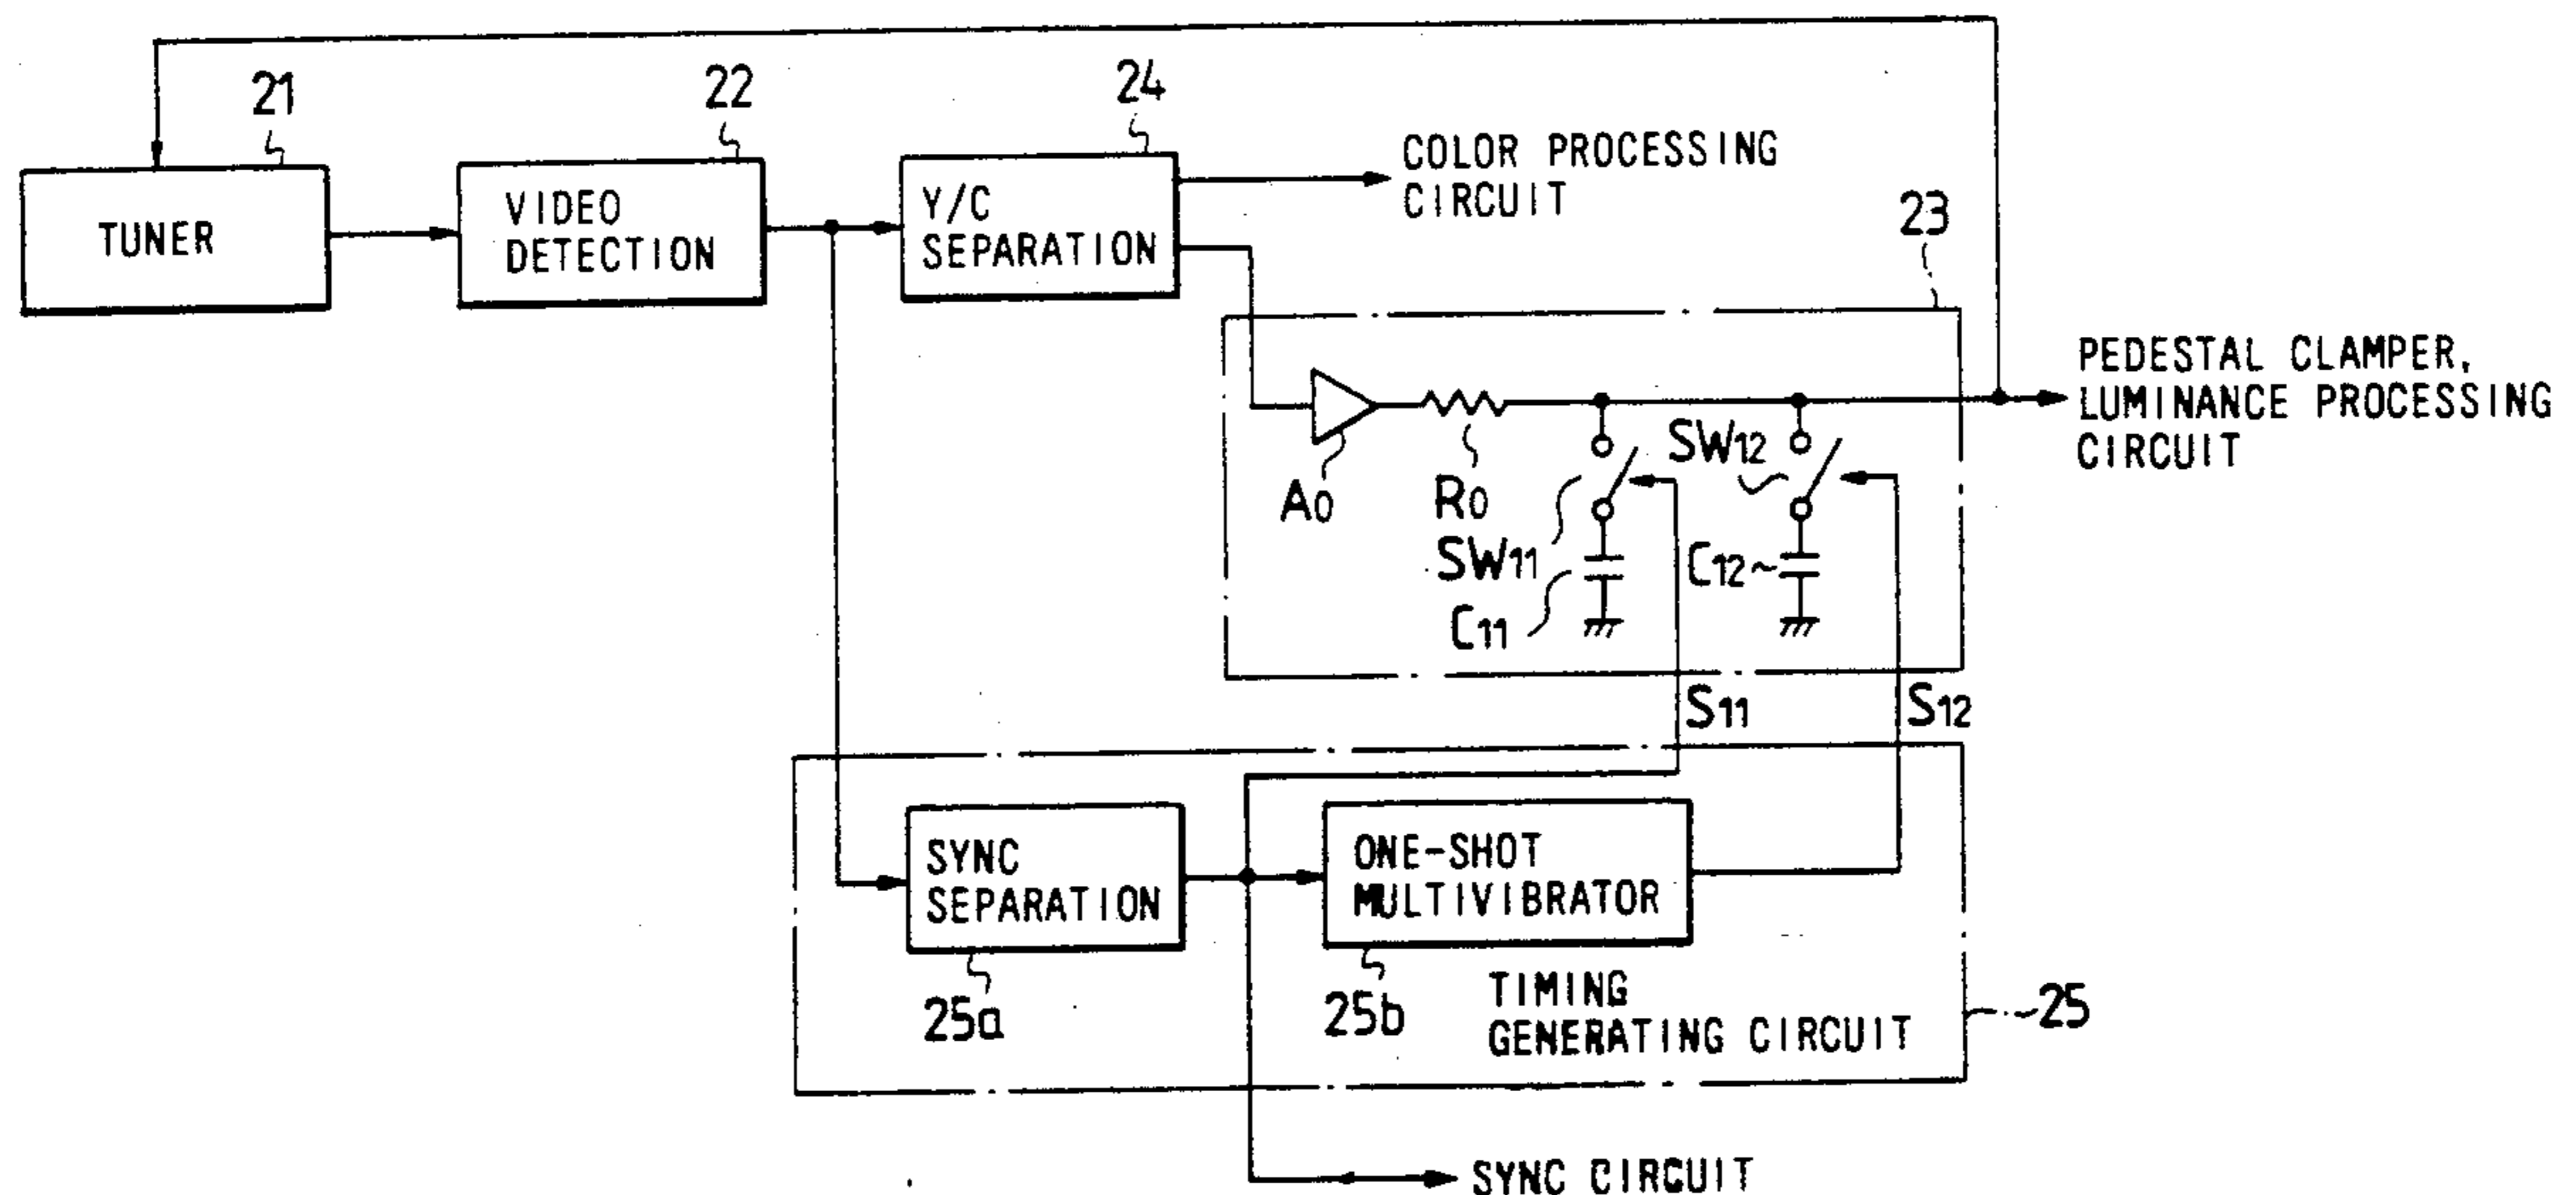 21
22
24
TUNER
VIDEO
DETECTION
Y/C
SEPARATION
COLOR PROCESSING
CIRCUIT
23
PEDESTAL CLAMPER,
LUMINANCE PROCESSING
CIRCUIT
A0
R0
SW11
C11
SW12
C12
S11
S12
SYNC
SEPARATION
25a
ONE-SHOT
MULTIVIBRATOR
25b
TIMING
GENERATING CIRCUIT
25
SYNC CIRCUIT